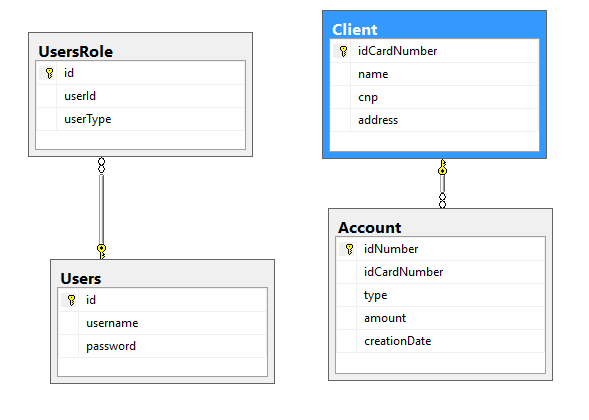 UsersRole
id
userId
userType
Client
idCardNumber
name
cnp
address
Users
id
username
password
Account
idNumber
idCardNumber
type
amount
creationDate